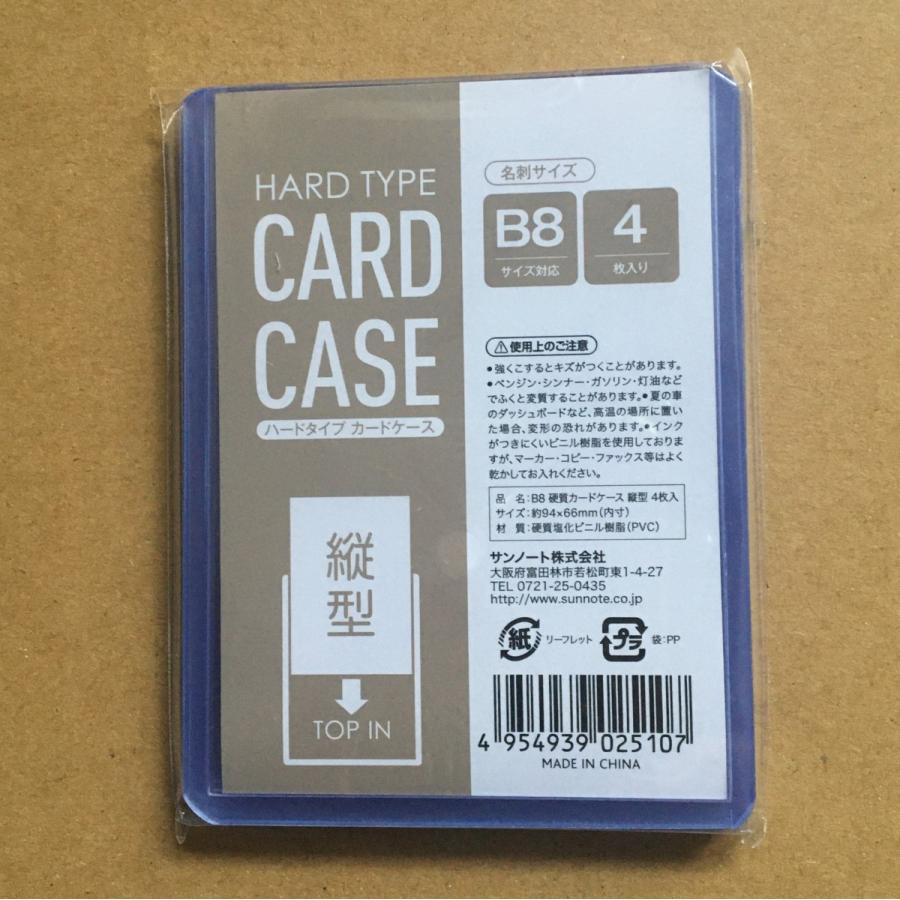 HARD TYPE
CARD
CASE
ハードタイプ カードケース
縦型
TOP IN
名刺サイズ
B8
サイズ対応
4
枚入り
使用上のご注意
●強くこするとキズがつくことがあります。
●ベンジン・シンナー・ガソリン・灯油など
でふくと変質することがあります。●夏の車
のダッシュボードなど、高温の場所に置い
た場合、変形の恐れがあります。●インク
がつきにくいビニル樹脂を使用しておりま
すが、マーカー・コピー・ファックス等はよく
乾かしてお入れください。
品 名:B8 硬質カードケース 縦型 4枚入
サイズ:約94×66mm(内寸)
材 質:硬質塩化ビニル樹脂(PVC)
サンノート株式会社
大阪府富田林市若松町東1-4-27
TEL 0721-25-0435
http://www.sunnote.co.jp
紙 リーフレット プラ 袋:PP
4 954939 025107
MADE IN CHINA